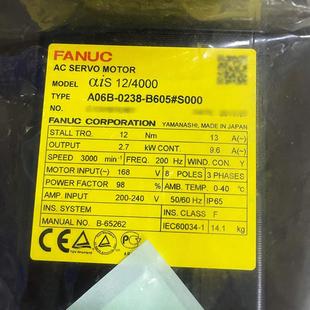 FANUC
AC SERVO MOTOR
MODEL αiS 12/4000
TYPE A06B-0238-B605#S000
NO.
FANUC CORPORATION YAMANASHI, MADE IN JAPAN
STALL TRQ. 12 Nm 13 A(~)
OUTPUT 2.7 kW CONT. 9.6 A(~)
SPEED 3000 min⁻¹ FREQ. 200 Hz WIND. CON. Y
MOTOR INPUT(~) 168 V 8 POLES 3 PHASES
POWER FACTOR 98 % AMB. TEMP. 0-40 ℃
AMP. INPUT 200-240 V 50/60 Hz IP65
INS. SYSTEM INS. CLASS F
MANUAL NO. B-65262 IEC60034-1 14.1 kg
CE